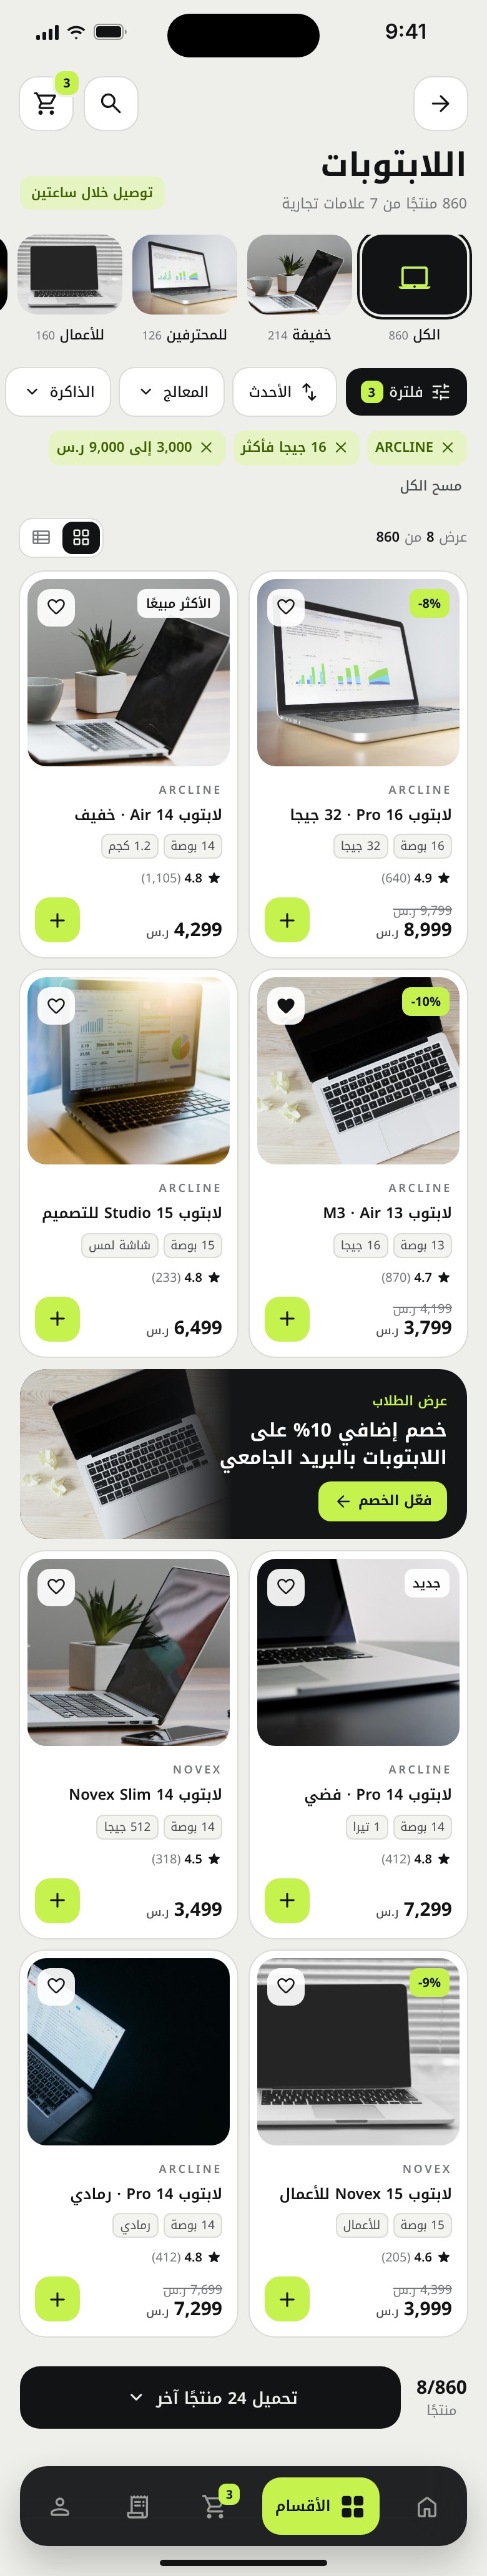 9:41
3
اللابتوبات
860 منتجًا من 7 علامات تجارية
توصيل خلال ساعتين
الكل 860
خفيفة 214
للمحترفين 126
للأعمال 160
فلترة 3
الأحدث
المعالج
الذاكرة
ARCLINE
16 جيجا فأكثر
3,000 إلى 9,000 ر.س
مسح الكل
عرض 8 من 860
-8%
ARCLINE
لابتوب Pro 16 · 32 جيجا
16 بوصة
32 جيجا
4.9 (640)
9,799 ر.س
8,999 ر.س
الأكثر مبيعًا
ARCLINE
لابتوب Air 14 · خفيف
14 بوصة
1.2 كجم
4.8 (1,105)
4,299 ر.س
-10%
ARCLINE
لابتوب M3 · Air 13
13 بوصة
16 جيجا
4.7 (870)
4,199 ر.س
3,799 ر.س
ARCLINE
لابتوب Studio 15 للتصميم
15 بوصة
شاشة لمس
4.8 (233)
6,499 ر.س
عرض الطلاب
خصم إضافي 10% على
اللابتوبات بالبريد الجامعي
فعّل الخصم
جديد
ARCLINE
لابتوب Pro 14 · فضي
14 بوصة
1 تيرا
4.8 (412)
7,299 ر.س
NOVEX
لابتوب Novex Slim 14
14 بوصة
512 جيجا
4.5 (318)
3,499 ر.س
-9%
NOVEX
لابتوب Novex 15 للأعمال
15 بوصة
للأعمال
4.6 (205)
4,399 ر.س
3,999 ر.س
ARCLINE
لابتوب Pro 14 · رمادي
14 بوصة
رمادي
4.8 (412)
7,699 ر.س
7,299 ر.س
8/860
منتجًا
تحميل 24 منتجًا آخر
الأقسام
3